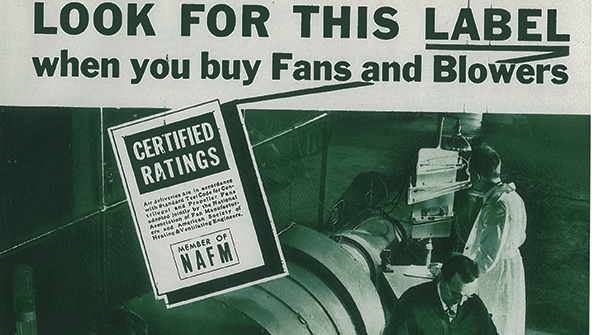 LOOK FOR THIS LABEL
when you buy Fans and Blowers
CERTIFIED
RATINGS
Air deliveries are in accordance
with Standard Test Code for Cen-
trifugal and Propeller Fans
adopted jointly by the National
Association of Fan Manufactur-
ers and American Society of
Heating & Ventilating Engineers.
MEMBER OF
NAFM